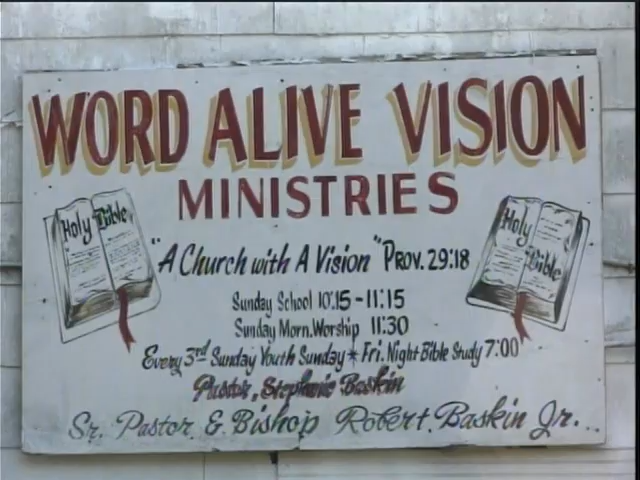 WORD ALIVE VISION
MINISTRIES
Holy Bible
Holy Bible
"A Church with A Vision" PROV. 29:18
Sunday School 10:15 - 11:15
Sunday Morn. Worship 11:30
Every 3rd Sunday Youth Sunday * Fri. Night Bible Study 7:00
Pastor, Stephanie Baskin
Sr. Pastor & Bishop Robert Baskin Jr.